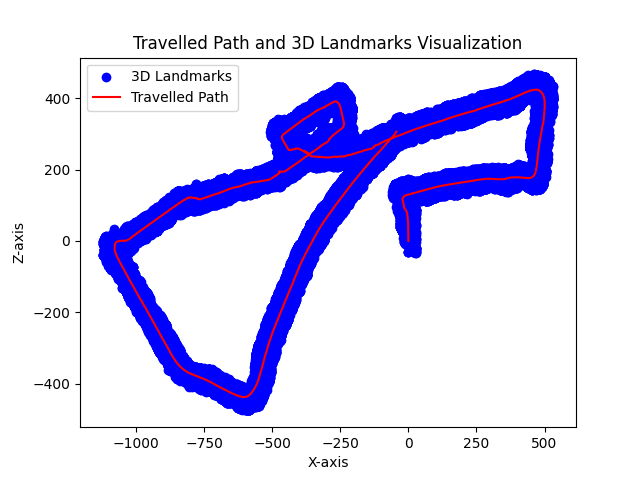 Travelled Path and 3D Landmarks Visualization
3D Landmarks
Travelled Path
400
200
0
−200
−400
Z-axis
−1000 −750 −500 −250 0 250 500
X-axis